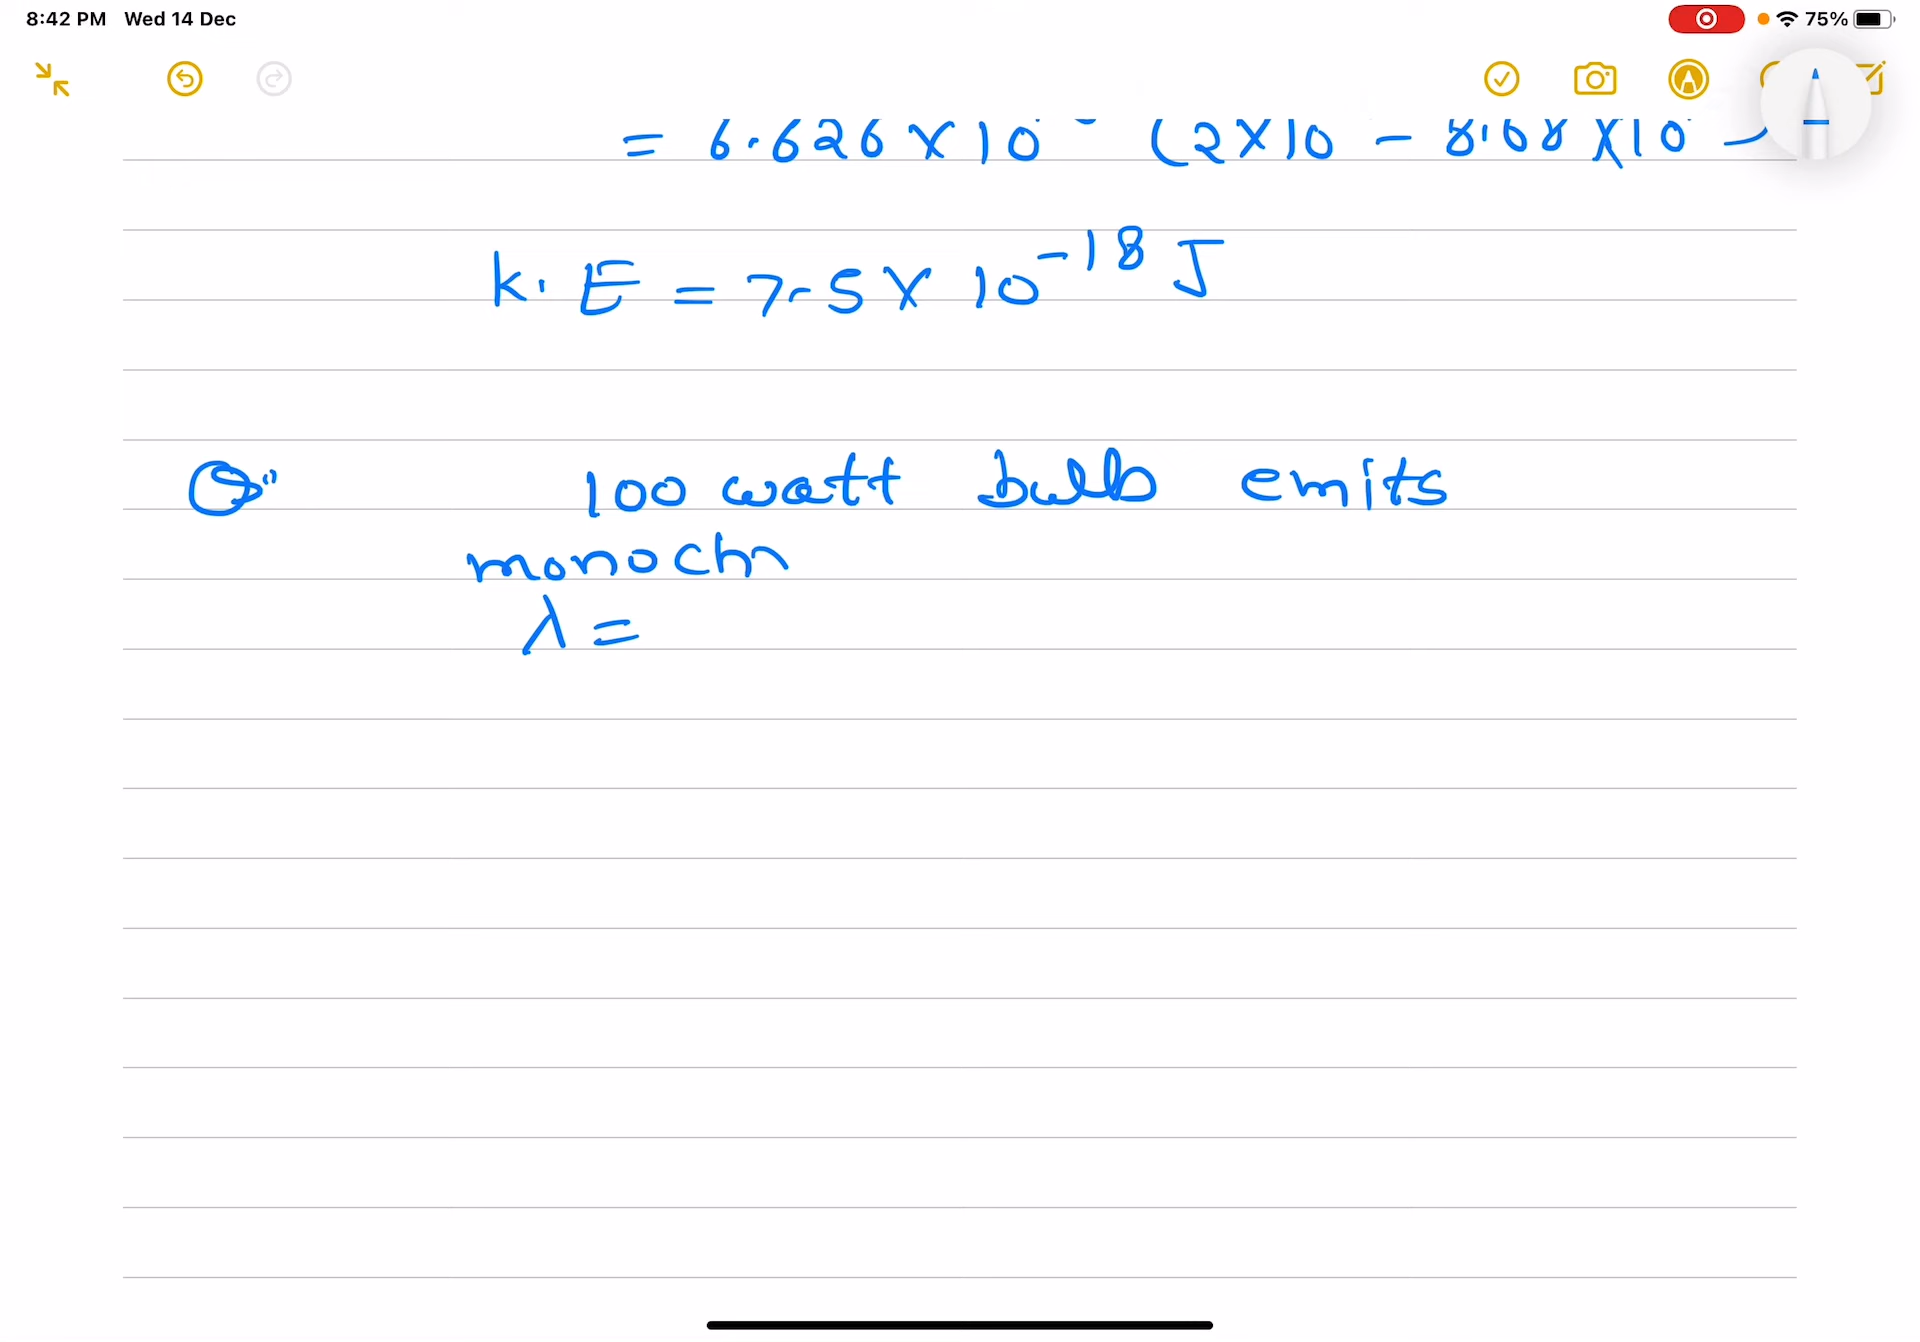 8:42 PM Wed 14 Dec 75%
= 6.626 X 10 (2X10 - 8.68 X10
K. E = 7.5 X 10⁻¹⁸ J
Q" 100 watt bulb emits
monochr
λ =